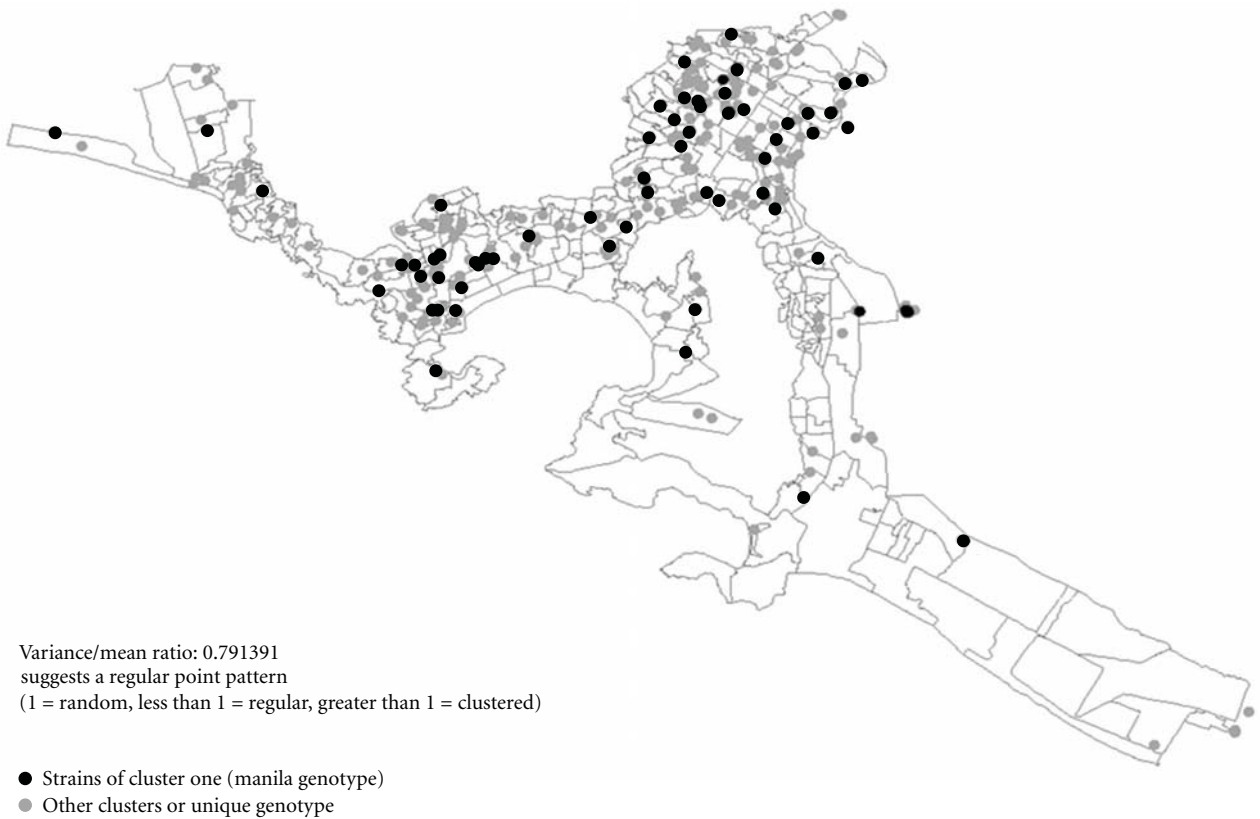 Variance/mean ratio: 0.791391
suggests a regular point pattern
(1 = random, less than 1 = regular, greater than 1 = clustered)
Strains of cluster one (manila genotype)
Other clusters or unique genotype